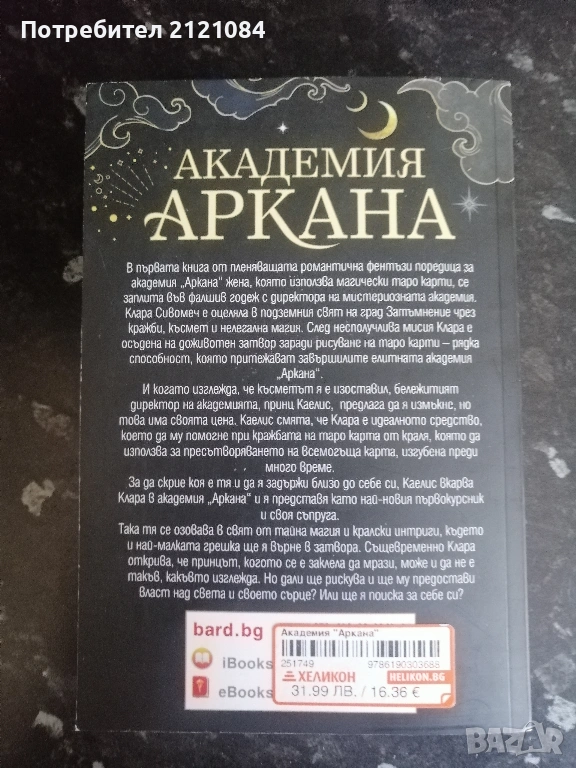 Потребител 2121084
АКАДЕМИЯ
АРКАНА
В първата книга от пленяващата романтична фентъзи поредица за
академия „Аркана“ жена, която използва магически таро карти, се
заплита във фалшив годеж с директора на мистериозната академия.
Клара Сивомеч е оцеляла в подземния свят на град Затъмнение чрез
кражби, късмет и нелегална магия. След несполучлива мисия Клара е
осъдена на доживотен затвор заради рисуване на таро карти – рядка
способност, която притежават завършилите елитната академия
„Аркана“.
И когато изглежда, че късметът я е изоставил, бележитият
директор на академията, принц Каелис, предлага да я измъкне, но
това има своята цена. Каелис смята, че Клара е идеалното средство,
което да му помогне при кражбата на таро карта от краля, която да
използва за пресътворяването на всемогъща карта, изгубена преди
много време.
За да скрие коя е тя и да я задържи близо до себе си, Каелис вкарва
Клара в академия „Аркана“ и я представя като най-новия първокурсник
и своя съпруга.
Така тя се озовава в свят от тайна магия и кралски интриги, където
и най-малката грешка ще я върне в затвора. Същевременно Клара
открива, че принцът, когото се е заклела да мрази, може и да не е
такъв, какъвто изглежда. Но дали ще рискува и ще му предостави
власт над света и своето сърце? Или ще я поиска за себе си?
bard.bg
iBooks
eBooks
Академия "Аркана"
251749 9786190303688
ХЕЛИКОН HELIKON.BG
31.99 ЛВ. / 16.36 €
BAZAR